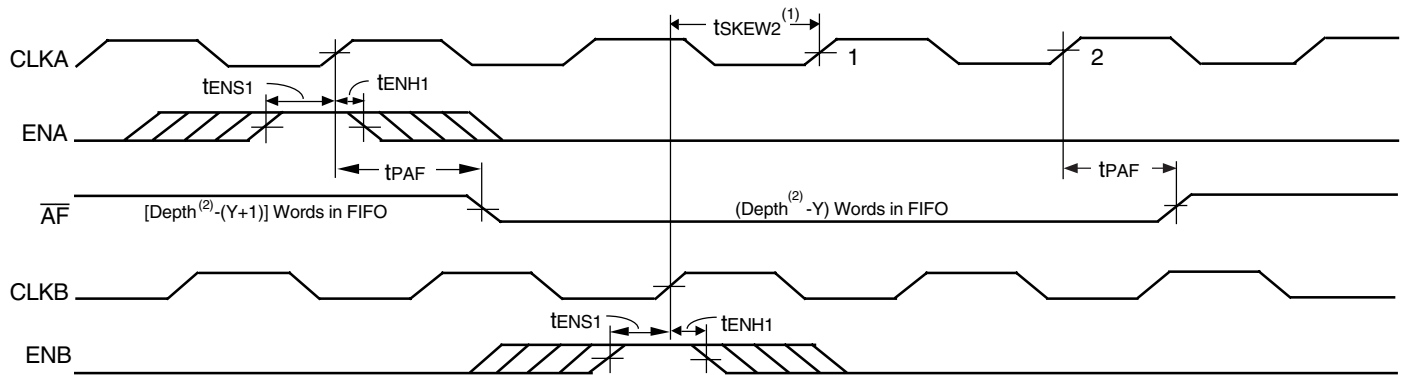 tSKEW2(1)
CLKA
1
2
tENS1
tENH1
ENA
tPAF
tPAF
AF
[Depth(2)-(Y+1)] Words in FIFO
(Depth(2) -Y) Words in FIFO
CLKB
tENS1
tENH1
ENB